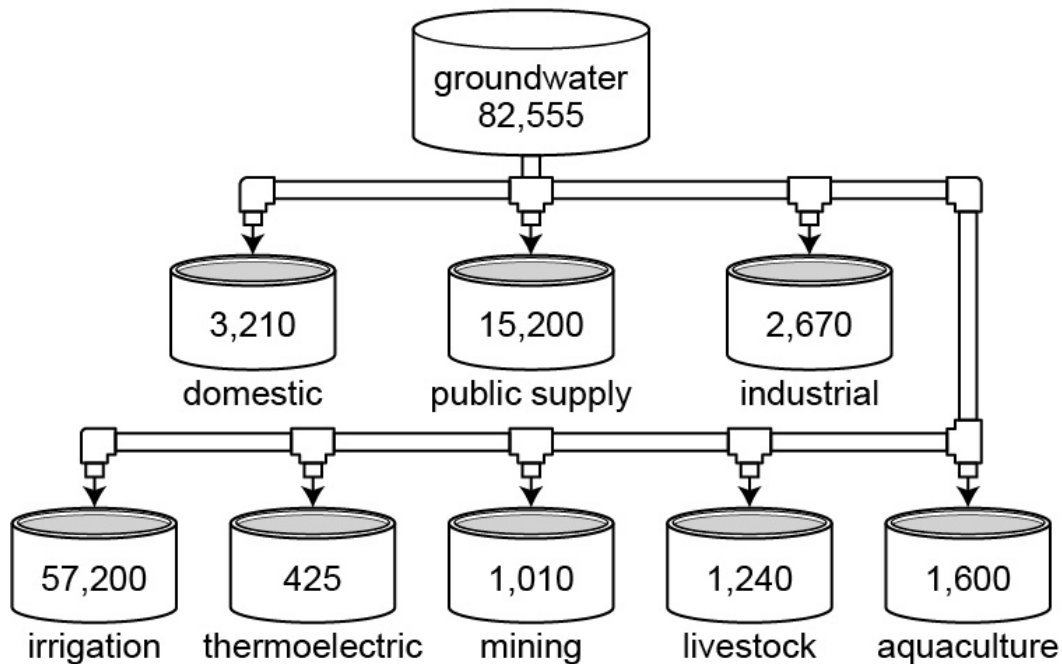 groundwater
82,555
3,210
15,200
2,670
domestic
public supply
industrial
57,200
425
1,010
1,240
1,600
irrigation
thermoelectric
mining
livestock
aquaculture